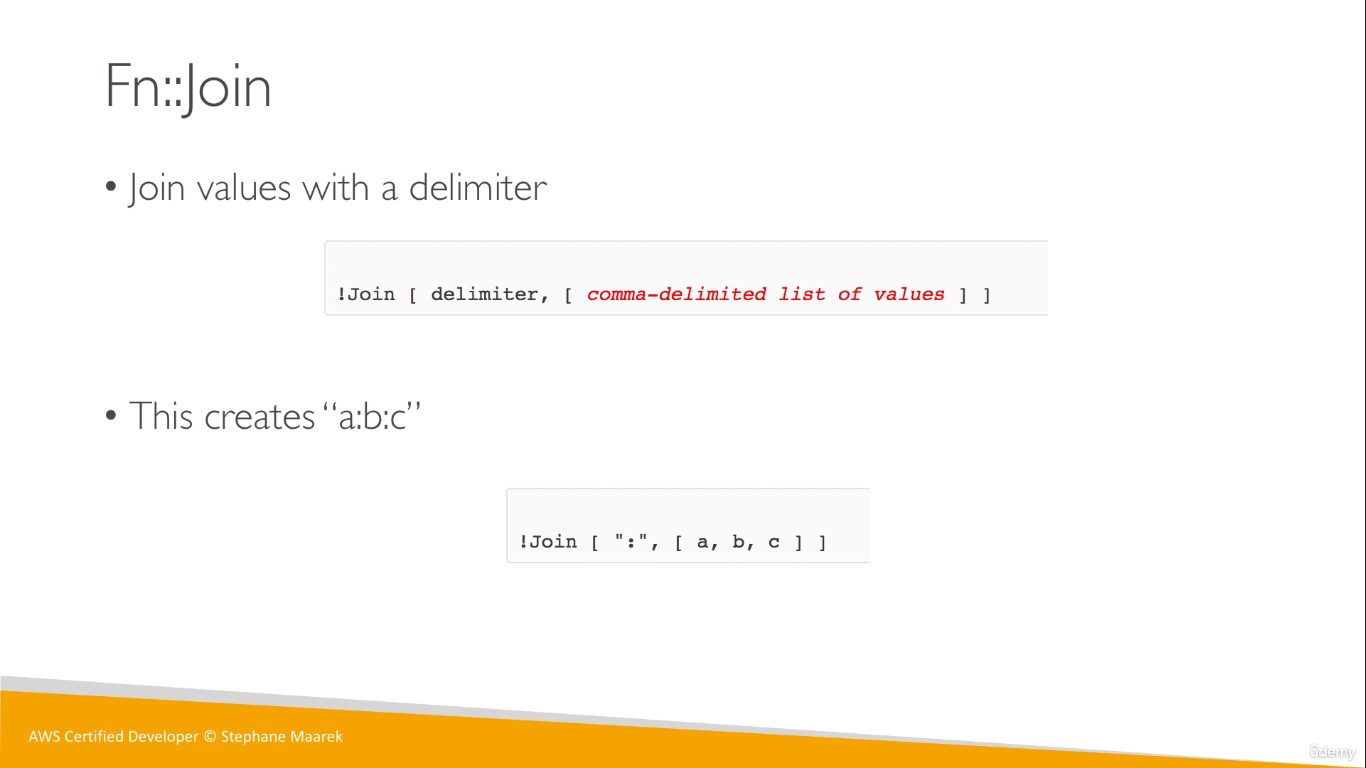 Fn::Join
• Join values with a delimiter
!Join [ delimiter, [ comma-delimited list of values ] ]
• This creates “a:b:c”
!Join [ ":", [ a, b, c ] ]
AWS Certified Developer © Stephane Maarek
ûdemy